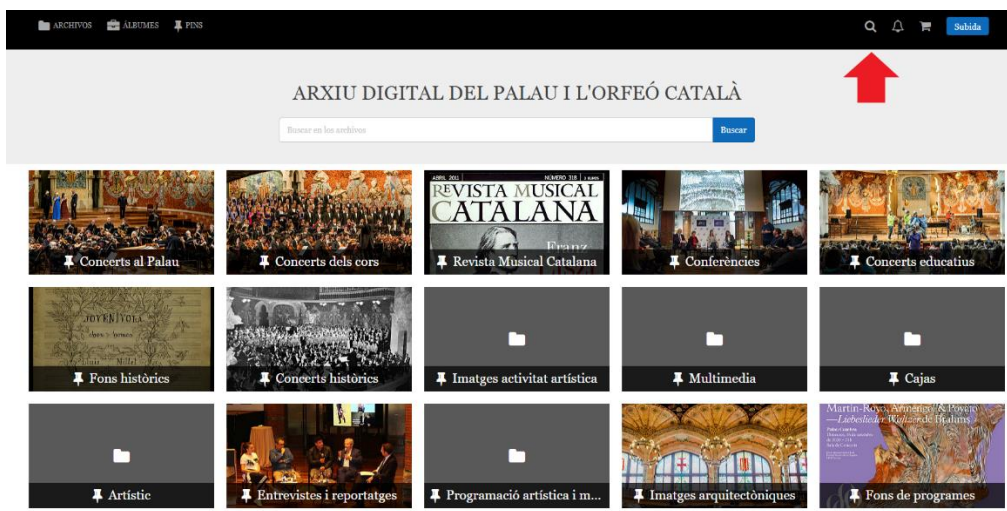 ARCHIVOS ÁLBUMES PINS Subida
ARXIU DIGITAL DEL PALAU I L'ORFEÓ CATALÀ
Buscar en los archivos Buscar
ABRIL 2011 NÚMERO 318
REVISTA MUSICAL
CATALANA
Franz
Concerts al Palau Concerts dels cors Revista Musical Catalana Conferències Concerts educatius
JOVENÍVOLA
Fons històrics Concerts històrics Imatges activitat artística Multimedia Cajas
Martín-Royo, Armengol & Poyato
—Liebeslieder Waltzer de Brahms
Artístic Entrevistes i reportatges Programació artística i m... Imatges arquitectòniques Fons de programes